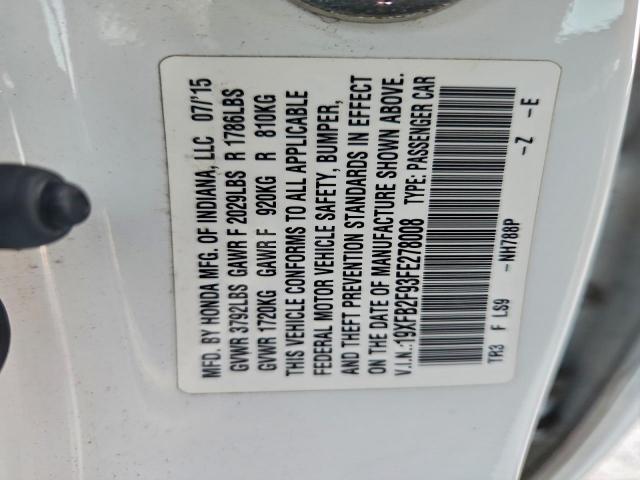 MFD. BY HONDA MFG. OF INDIANA, LLC 07/'15
GVWR 3792LBS GAWR F 2029LBS R 1786LBS
GVWR 1720KG GAWR F 920KG R 810KG
THIS VEHICLE CONFORMS TO ALL APPLICABLE
FEDERAL MOTOR VEHICLE SAFETY, BUMPER,
AND THEFT PREVENTION STANDARDS IN EFFECT
ON THE DATE OF MANUFACTURE SHOWN ABOVE.
V.I.N.:19XFB2F93FE278008 TYPE: PASSENGER CAR
TR3 F LS9 -NH788P -Z -E